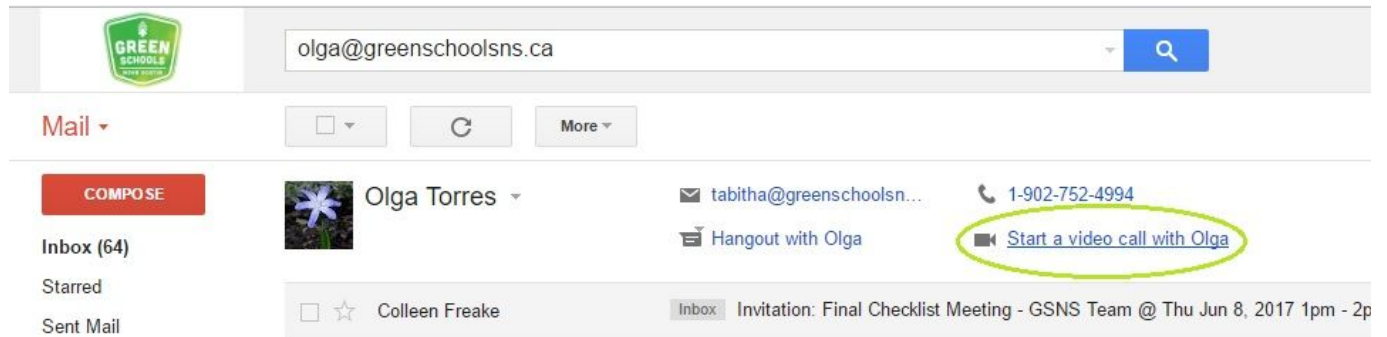 GREEN
SCHOOLS
NOVA SCOTIA
olga@greenschoolsns.ca
Mail
More
COMPOSE
Olga Torres
tabitha@greenschoolsn...
1-902-752-4994
Hangout with Olga
Start a video call with Olga
Inbox (64)
Starred
Colleen Freake
Inbox Invitation: Final Checklist Meeting - GSNS Team @ Thu Jun 8, 2017 1pm - 2p
Sent Mail